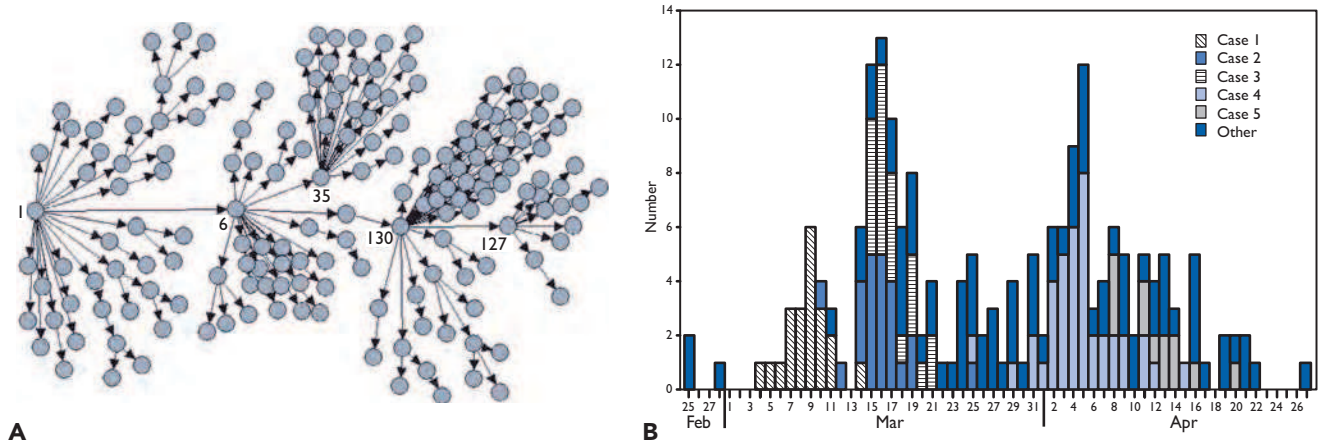 1
6
35
130
127
A
14
12
10
8
6
4
2
0
Number
Case 1
Case 2
Case 3
Case 4
Case 5
Other
25 27 1 3 5 7 9 11 13 15 17 19 21 23 25 27 29 31 2 4 6 8 10 12 14 16 18 20 22 24 26
Feb Mar Apr
B